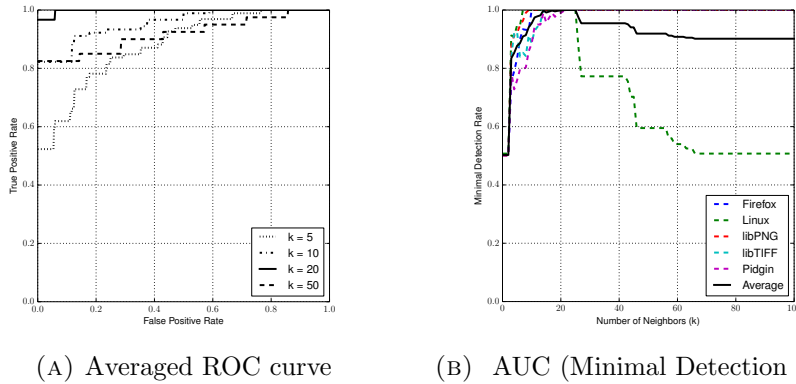 1.0
0.8
0.6
0.4
0.2
0.0
0.0 0.2 0.4 0.6 0.8 1.0
True Positive Rate
False Positive Rate
k = 5
k = 10
k = 20
k = 50
(A) Averaged ROC curve
1.0
0.8
0.6
0.4
0.2
0.0
0 20 40 60 80 100
Minimal Detection Rate
Number of Neighbors (k)
Firefox
Linux
libPNG
libTIFF
Pidgin
Average
(B) AUC (Minimal Detection